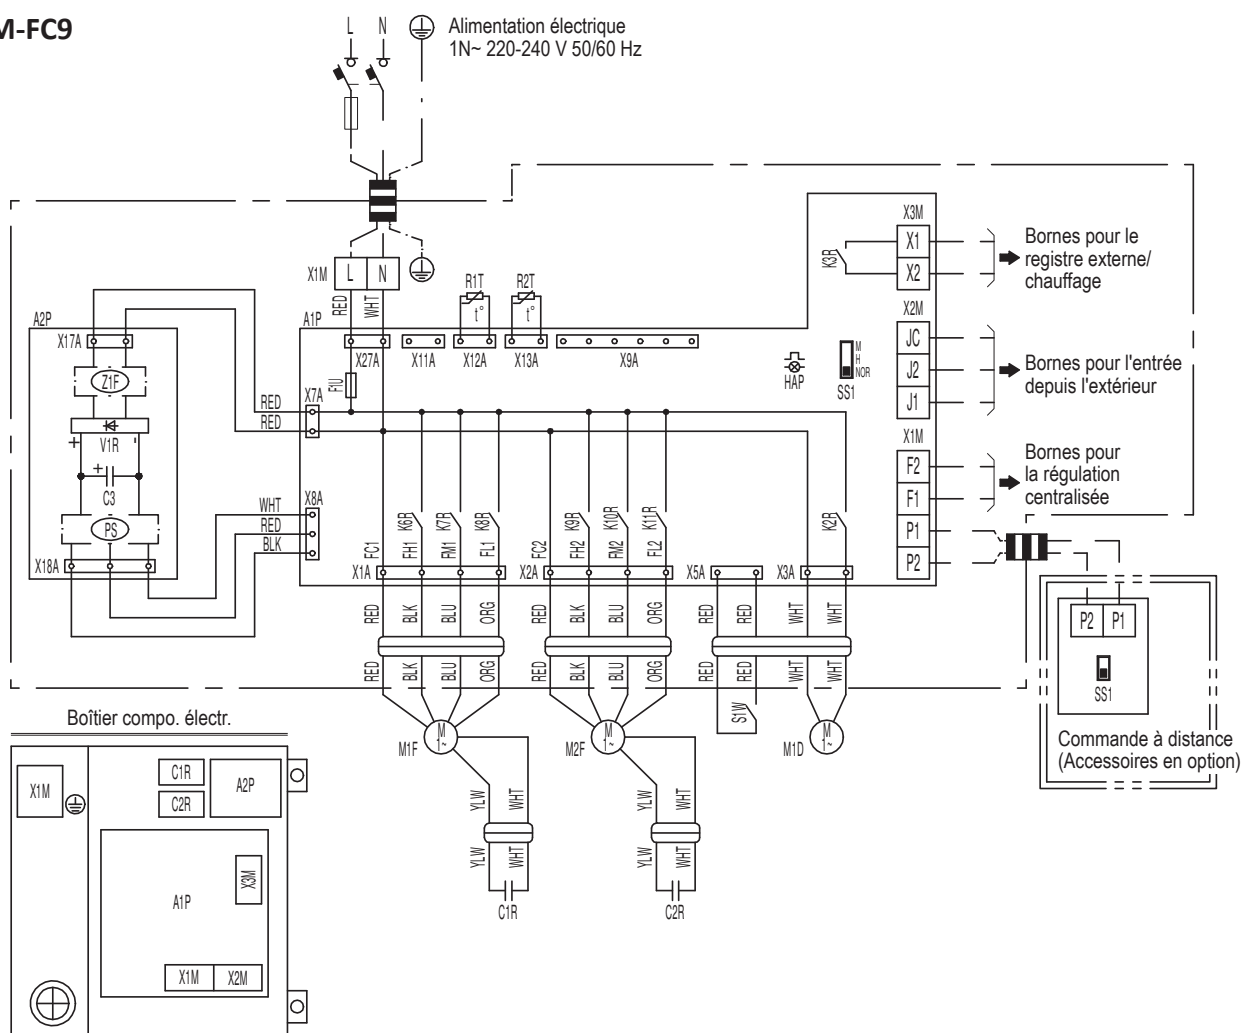 M-FC9
L N
Alimentation électrique
1N~ 220-240 V 50/60 Hz
X1M L N
RED WHT
R1T t°
R2T t°
A2P
X17A
Z1F
V1R
+ -
+
C3
PS
X18A
A1P
X27A X11A X12A X13A X9A
F1U
X7A
RED
RED
X8A
WHT
RED
BLK
HAP
M
H
NOR
SS1
K3R
X3M
X1
X2
Bornes pour le
registre externe/
chauffage
X2M
JC
J2
J1
Bornes pour l'entrée
depuis l'extérieur
X1M
F2
F1
P1
P2
Bornes pour
la régulation
centralisée
K6R K7R K8R K9R K10R K11R K2R
FC1 FH1 FM1 FL1 FC2 FH2 FM2 FL2
X1A X2A X5A X3A
RED BLK BLU ORG RED BLK BLU ORG RED RED WHT WHT
RED BLK BLU ORG RED BLK BLU ORG RED RED WHT WHT
S1W
M1F M 1~
M2F M 1~
M1D M 1~
YLW WHT YLW WHT
YLW WHT YLW WHT
C1R C2R
P2 P1
SS1
Commande à distance
(Accessoires en option)
Boîtier compo. électr.
X1M
C1R
C2R
A2P
A1P
X3M
X1M X2M